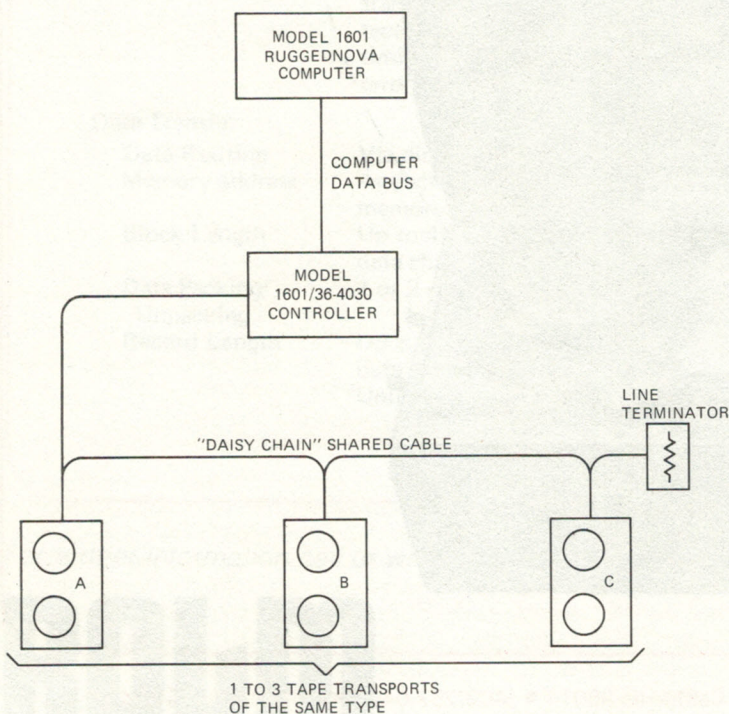 MODEL 1601
RUGGEDNOVA
COMPUTER
COMPUTER
DATA BUS
MODEL
1601/36-4030
CONTROLLER
LINE
TERMINATOR
"DAISY CHAIN" SHARED CABLE
A
B
C
1 TO 3 TAPE TRANSPORTS
OF THE SAME TYPE